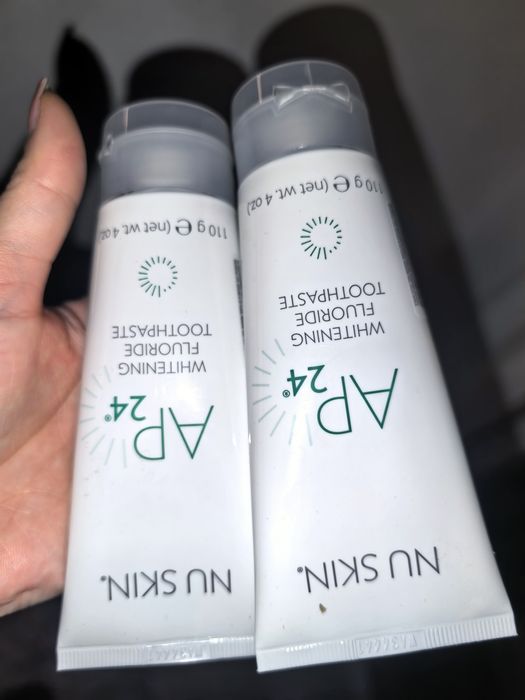 NU SKIN®
AP
24®
WHITENING
FLUORIDE
TOOTHPASTE
110 g ℮ (net wt. 4 oz.)
NU SKIN®
AP
24®
WHITENING
FLUORIDE
TOOTHPASTE
110 g ℮ (net wt. 4 oz.)